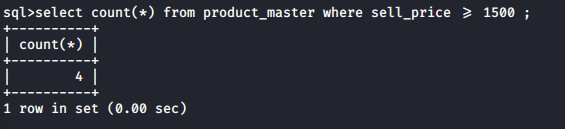 sql>select count(*) from product_master where sell_price >= 1500 ;
+----------+
| count(*) |
+----------+
|        4 |
+----------+
1 row in set (0.00 sec)